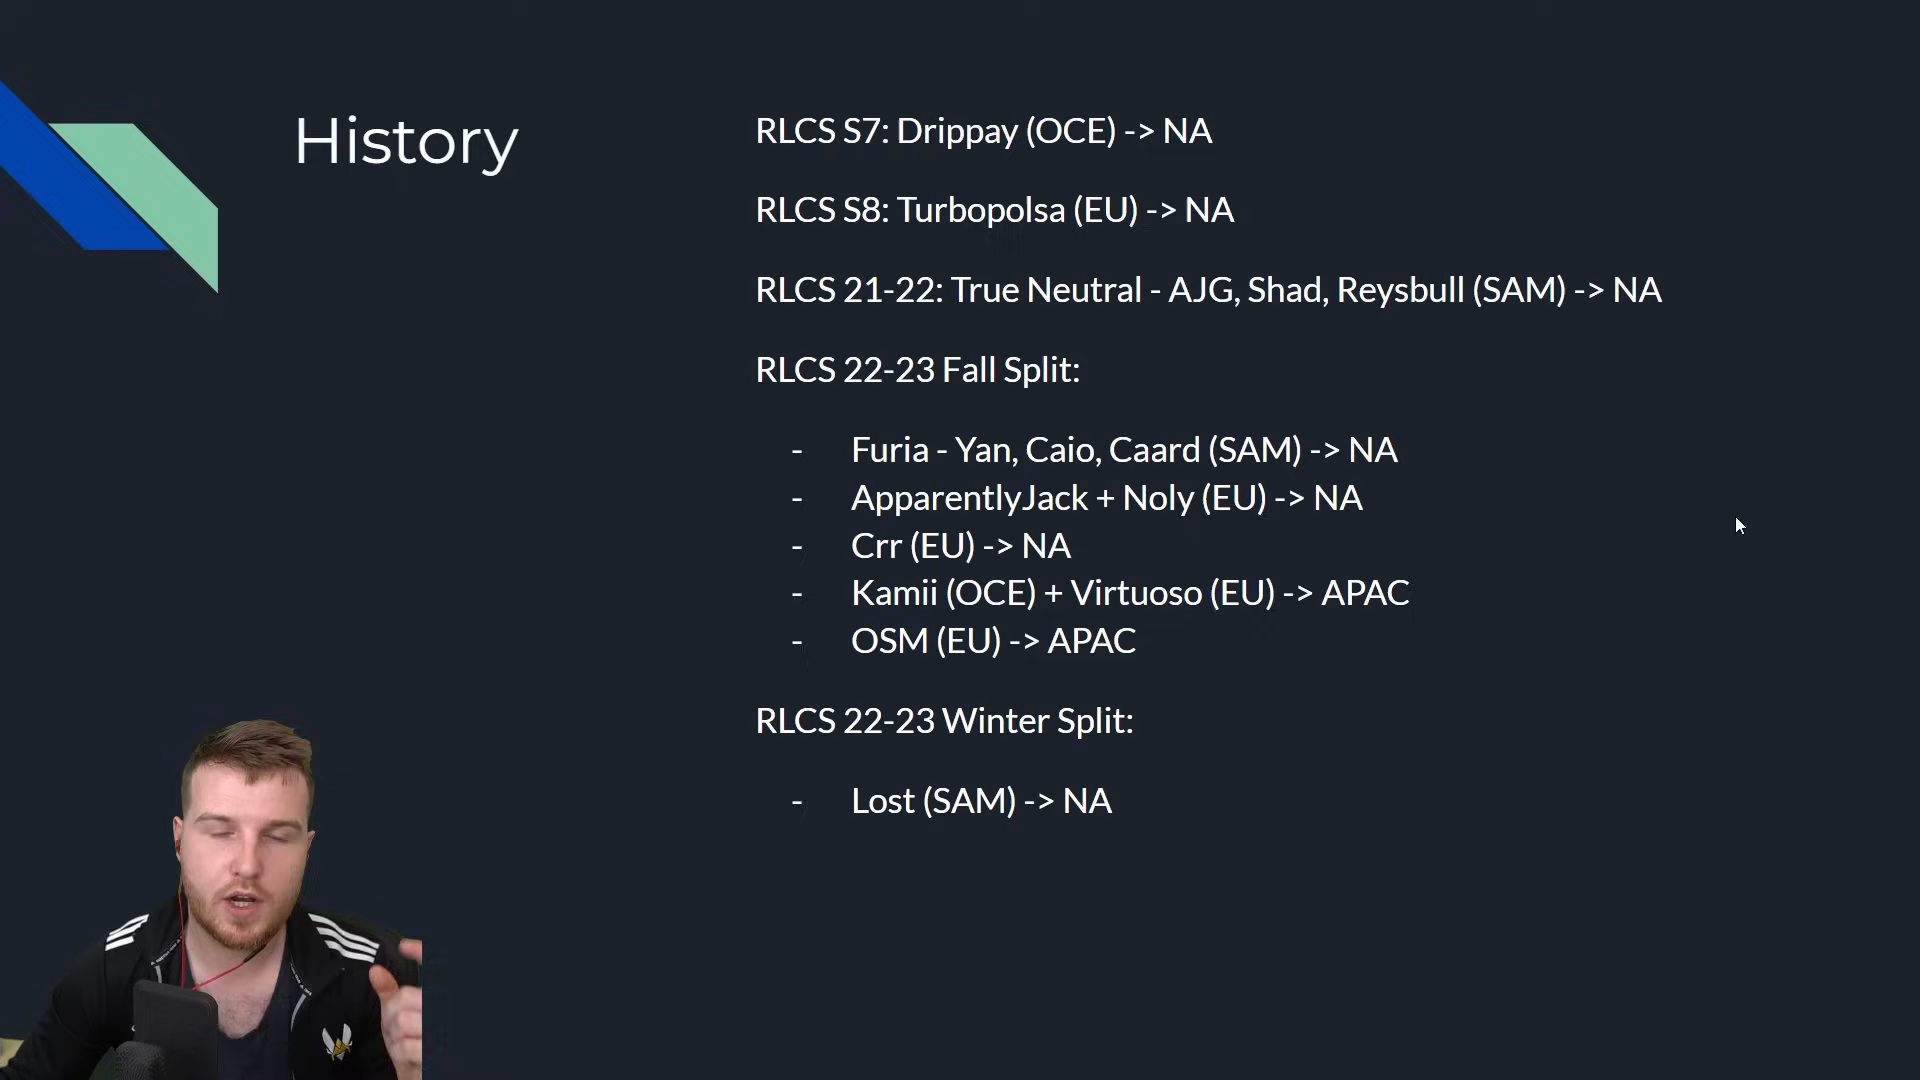 History
RLCS S7: Drippay (OCE) -> NA
RLCS S8: Turbopolsa (EU) -> NA
RLCS 21-22: True Neutral - AJG, Shad, Reysbull (SAM) -> NA
RLCS 22-23 Fall Split:
- Furia - Yan, Caio, Caard (SAM) -> NA
- ApparentlyJack + Noly (EU) -> NA
- Crr (EU) -> NA
- Kamii (OCE) + Virtuoso (EU) -> APAC
- OSM (EU) -> APAC
RLCS 22-23 Winter Split:
- Lost (SAM) -> NA